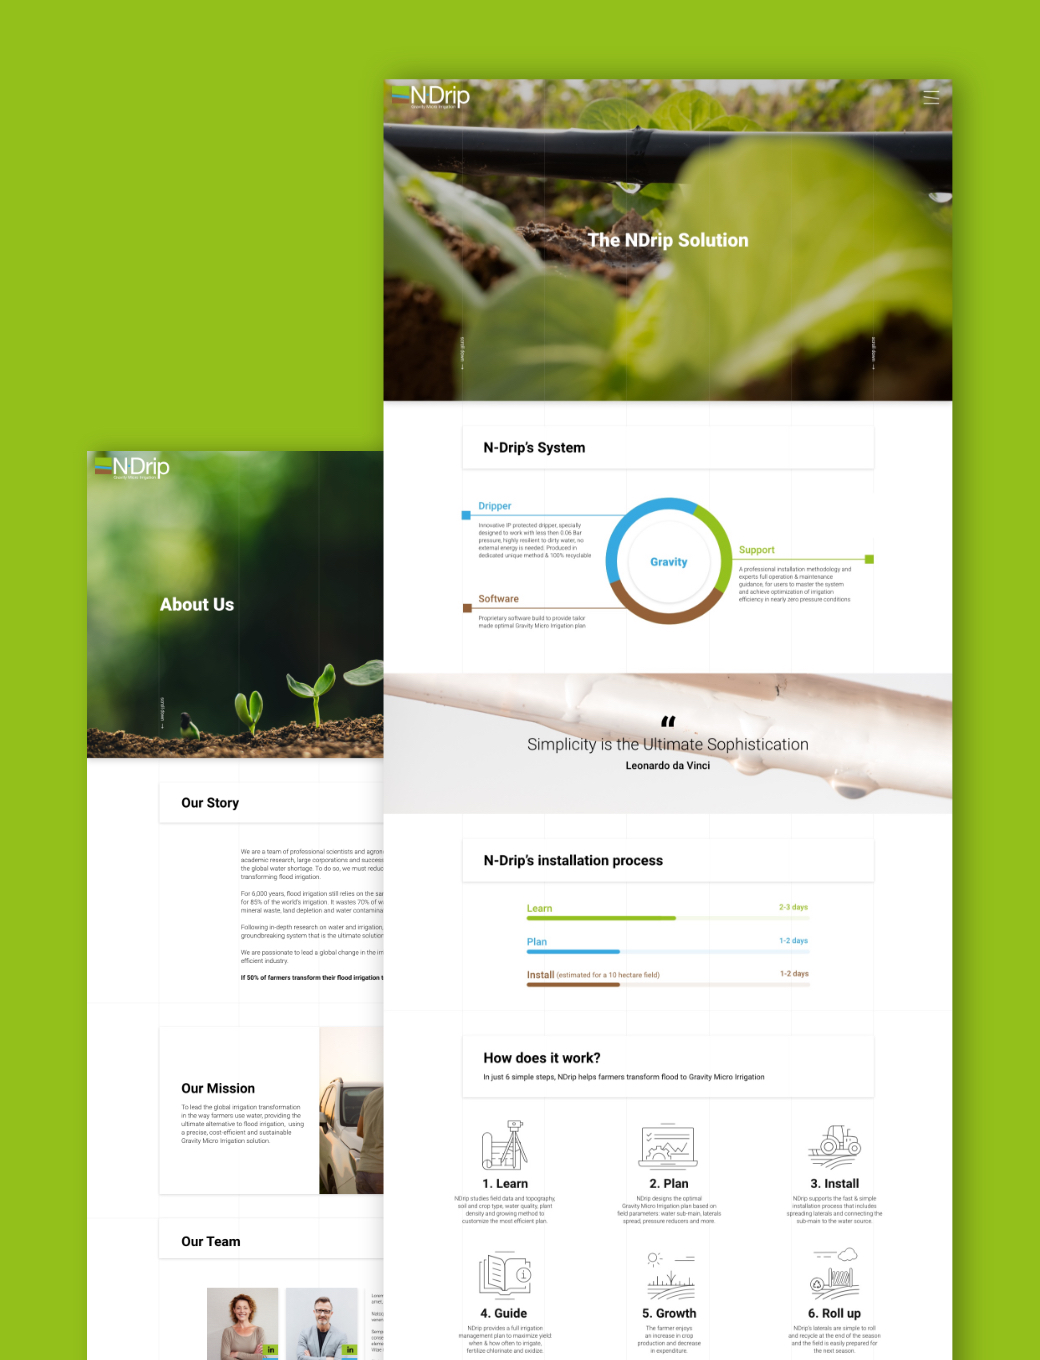 NDrip
Gravity Micro Irrigation
The NDrip Solution
scroll down
scroll down
N-Drip's System
Dripper
Innovative IP protected dripper, specially
designed to work with less then 0.06 Bar
pressure, highly resilient to dirty water, no
external energy is needed. Produced in
dedicated unique method & 100% recyclable
Gravity
Support
A professional installation methodology and
experts full operation & maintenance
guidance, for users to master the system
and achieve optimization of irrigation
efficiency in nearly zero pressure conditions
Software
Proprietary software build to provide tailor
made optimal Gravity Micro Irrigation plan
“
Simplicity is the Ultimate Sophistication
Leonardo da Vinci
N-Drip's installation process
Learn 2-3 days
Plan 1-2 days
Install (estimated for a 10 hectare field) 1-2 days
How does it work?
In just 6 simple steps, NDrip helps farmers transform flood to Gravity Micro Irrigation
1. Learn
NDrip studies field data and topography,
soil and crop type, water quality, plant
density and growing method to
customize the most efficient plan.
2. Plan
NDrip designs the optimal
Gravity Micro Irrigation plan based on
field parameters: water sub-main, laterals
spread, pressure reducers and more.
3. Install
NDrip supports the fast & simple
installation process that includes
spreading laterals and connecting the
sub-main to the water source.
4. Guide
NDrip provides a full irrigation
management plan to maximize yield
when & how often to irrigate,
fertilize chlorinate and oxidize.
5. Growth
The farmer enjoys
an increase in crop
production and decrease
in expenditure.
6. Roll up
NDrip's laterals are simple to roll
and recycle at the end of the season
and the field is easily prepared for
the next season.
NDrip
Gravity Micro Irrigation
About Us
scroll down
Our Story
We are a team of professional scientists and agron
academic research, large corporations and success
the global water shortage. To do so, we must reduc
transforming flood irrigation.
For 6,000 years, flood irrigation still relies on the sa
for 85% of the world's irrigation. It wastes 70% of w
mineral waste, land depletion and water contamina
Following in-depth research on water and irrigation,
groundbreaking system that is the ultimate solution
We are passionate to lead a global change in the irr
efficient industry.
If 50% of farmers transform their flood irrigation t
Our Mission
To lead the global irrigation transformation
in the way farmers use water, providing the
ultimate alternative to flood irrigation, using
a precise, cost-efficient and sustainable
Gravity Micro Irrigation solution.
Our Team
in
in